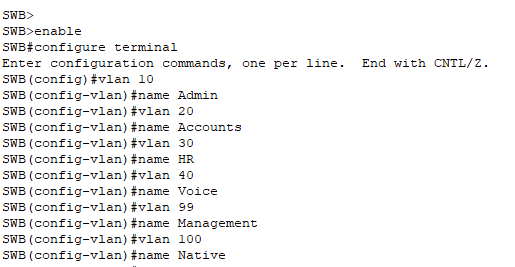 SWB>
SWB>enable
SWB#configure terminal
Enter configuration commands, one per line.  End with CNTL/Z.
SWB(config)#vlan 10
SWB(config-vlan)#name Admin
SWB(config-vlan)#vlan 20
SWB(config-vlan)#name Accounts
SWB(config-vlan)#vlan 30
SWB(config-vlan)#name HR
SWB(config-vlan)#vlan 40
SWB(config-vlan)#name Voice
SWB(config-vlan)#vlan 99
SWB(config-vlan)#name Management
SWB(config-vlan)#vlan 100
SWB(config-vlan)#name Native